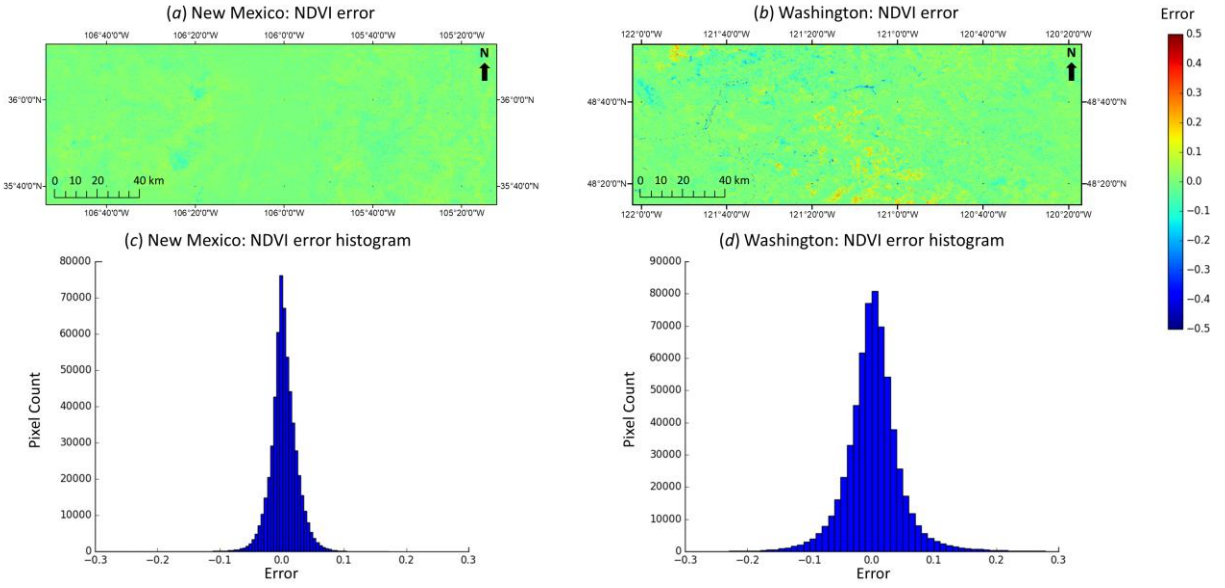 (a) New Mexico: NDVI error
(b) Washington: NDVI error
Error
106°40'0"W 106°20'0"W 106°0'0"W 105°40'0"W 105°20'0"W
36°0'0"N 36°0'0"N
35°4'0"N 35°40'0"N
N
0 10 20 40 km
106°40'0"W 106°20'0"W 106°0'0"W 105°40'0"W 105°20'0"W
122°0'0"W 121°40'0"W 121°20'0"W 121°0'0"W 120°40'0"W 120°20'0"W
48°40'0"N 48°40'0"N
48°20'0"N 48°20'0"N
N
0 10 20 40 km
122°0'0"W 121°40'0"W 121°20'0"W 121°0'0"W 120°40'0"W 120°20'0"W
0.5
0.4
0.3
0.2
0.1
0.0
−0.1
−0.2
−0.3
−0.4
−0.5
(c) New Mexico: NDVI error histogram
80000
70000
60000
50000
40000
30000
20000
10000
0
Pixel Count
−0.3 −0.2 −0.1 0.0 0.1 0.2 0.3
Error
(d) Washington: NDVI error histogram
90000
80000
70000
60000
50000
40000
30000
20000
10000
0
Pixel Count
−0.3 −0.2 −0.1 0.0 0.1 0.2 0.3
Error